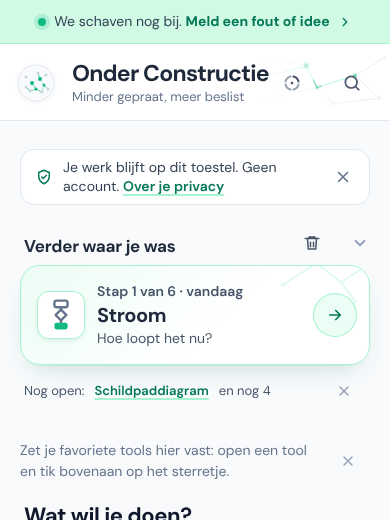 We schaven nog bij. Meld een fout of idee
Onder Constructie
Minder gepraat, meer beslist
Je werk blijft op dit toestel. Geen
account. Over je privacy
Verder waar je was
Stap 1 van 6 · vandaag
Stroom
Hoe loopt het nu?
Nog open: Schildpaddiagram en nog 4
Zet je favoriete tools hier vast: open een tool
en tik bovenaan op het sterretje.
Wat wil je doen?